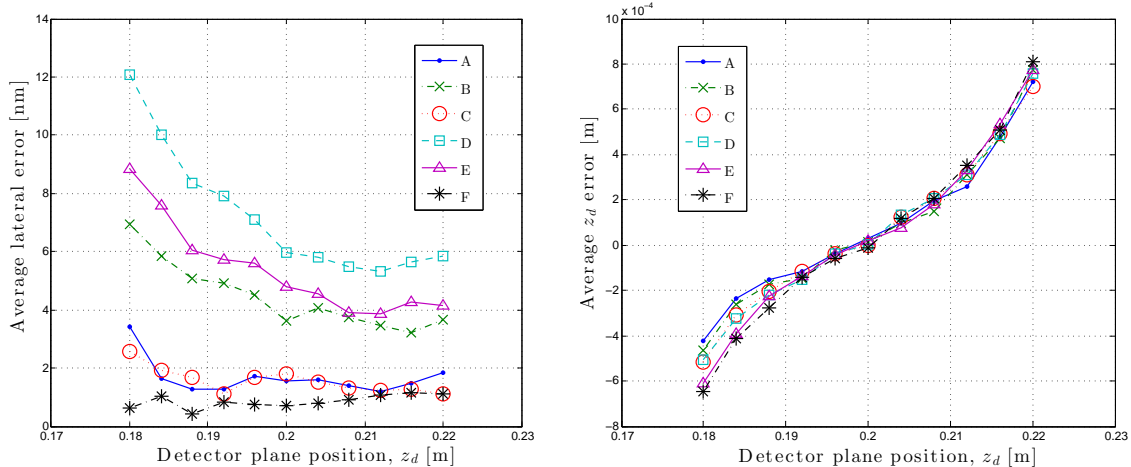 14
12
10
8
6
4
2
0
0.17
0.18
0.19
0.2
0.21
0.22
0.23
Average lateral error [nm]
Detector plane position, z_d [m]
A
B
C
D
E
F
x 10^-4
10
8
6
4
2
0
−2
−4
−6
−8
0.17
0.18
0.19
0.2
0.21
0.22
0.23
Average z_d error [m]
Detector plane position, z_d [m]
A
B
C
D
E
F